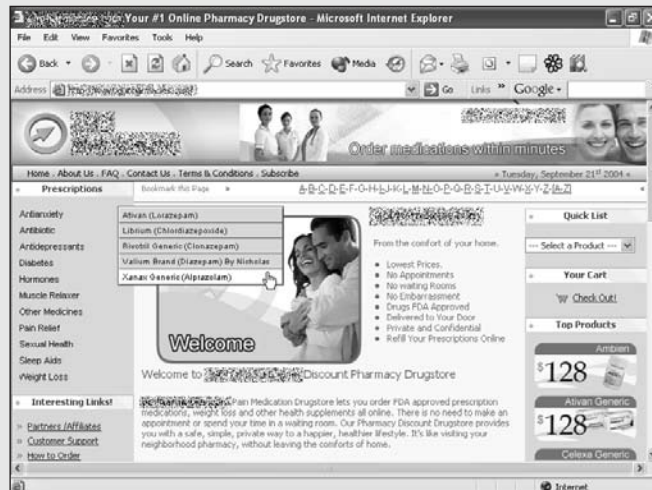 Your #1 Online Pharmacy Drugstore - Microsoft Internet Explorer
File Edit View Favorites Tools Help
Back Search Favorites Media
Address Go Links » Google
Order medications within minutes
Home . About Us . FAQ . Contact Us . Terms & Conditions . Subscribe » Tuesday, September 21st 2004 «
Prescriptions
Bookmark this Page » A-B-C-D-E-F-G-H-I-J-K-L-M-N-O-P-Q-R-S-T-U-V-W-X-Y-Z-[A-Z]
Antianxiety
Antibiotic
Antidepressants
Diabetes
Hormones
Muscle Relaxer
Other Medicines
Pain Relief
Sexual Health
Sleep Aids
Weight Loss
Ativan (Lorazepam)
Librium (Chlordiazepoxide)
Rivotril Generic (Clonazepam)
Valium Brand (Diazepam) By Nicholas
Xanax Generic (Alprazolam)
Welcome
From the comfort of your home.
Lowest Prices.
No Appointments
No waiting Rooms
No Embarrassment
Drugs FDA Approved
Delivered to Your Door
Private and Confidential
Refill Your Prescriptions Online
Quick List
--- Select a Product ---
Your Cart
Check Out!
Top Products
Ambien
$128
Ativan Generic
$128
Celexa Generic
Welcome to Discount Pharmacy Drugstore
Pain Medication Drugstore lets you order FDA approved prescription
medications, weight loss and other health supplements all online. There is no need to make an
appointment or spend your time in a waiting room. Our Pharmacy Discount Drugstore provides
you with a safe, simple, private way to a happier, healthier lifestyle. It's like visiting your
neighborhood pharmacy, without leaving the comforts of home.
Interesting Links!
» Partners /Affiliates
» Customer Support
» How to Order
Internet